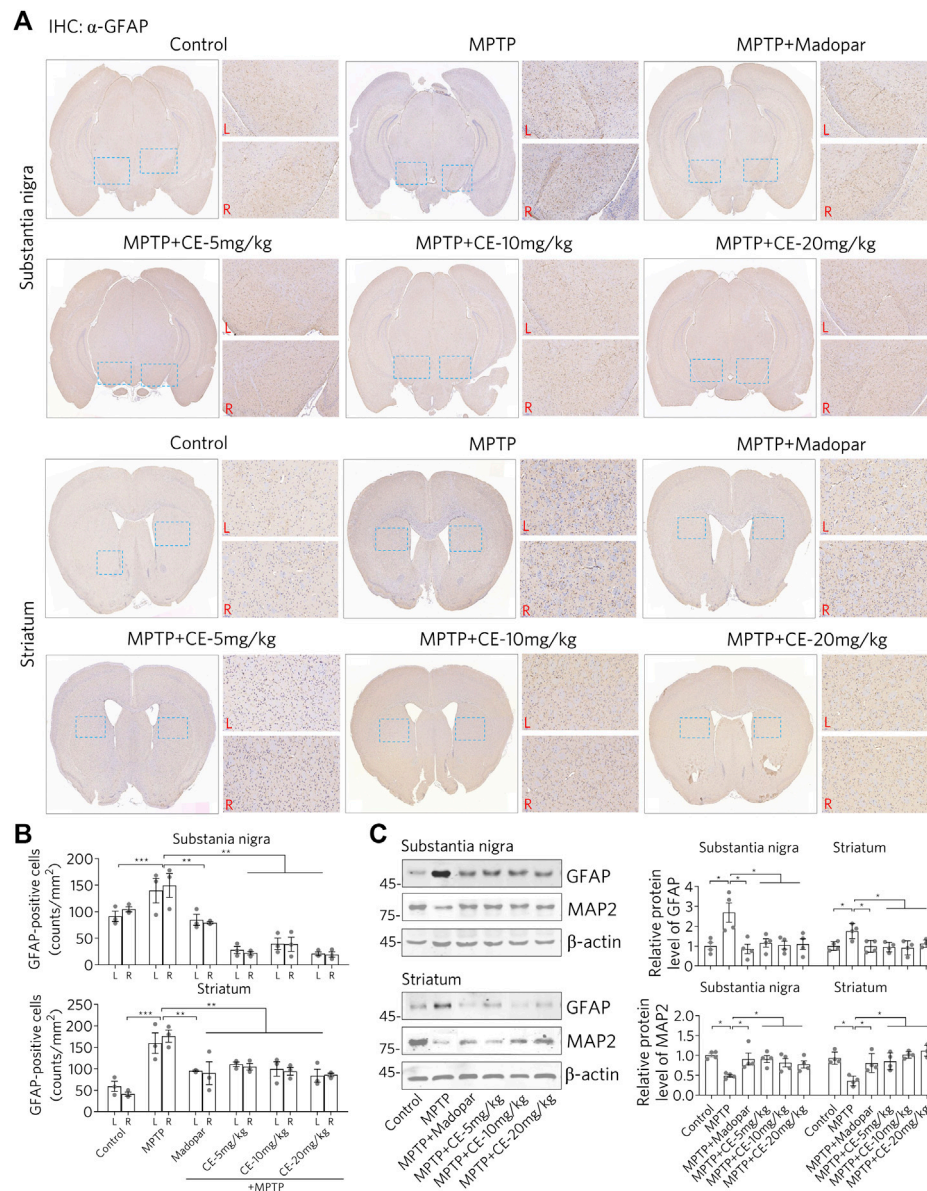 A
IHC: α-GFAP
Control MPTP MPTP+Madopar
Substantia nigra
L L L
R R R
MPTP+CE-5mg/kg MPTP+CE-10mg/kg MPTP+CE-20mg/kg
L L L
R R R
Control MPTP MPTP+Madopar
Striatum
L L L
R R R
MPTP+CE-5mg/kg MPTP+CE-10mg/kg MPTP+CE-20mg/kg
L L L
R R R
B
Substania nigra
GFAP-positive cells
(counts/mm²)
200
150
100
50
0
*** ** **
L R L R L R L R L R L R
Striatum
GFAP-positive cells
(counts/mm²)
200
150
100
50
0
*** ** **
L R L R L R L R L R L R
Control
MPTP
Madopar
CE-5mg/kg
CE-10mg/kg
CE-20mg/kg
+MPTP
C
Substantia nigra
45- GFAP
75- MAP2
45- β-actin
Striatum
45- GFAP
75- MAP2
45- β-actin
Control
MPTP
MPTP+Madopar
MPTP+CE-5mg/kg
MPTP+CE-10mg/kg
MPTP+CE-20mg/kg
Substantia nigra Striatum
Relative protein
level of GFAP
4
3
2
1
0
* * *
* * *
Substantia nigra Striatum
Relative protein
level of MAP2
2.0
1.5
1.0
0.5
0.0
* * *
* * *
Control
MPTP
MPTP+Madopar
MPTP+CE-5mg/kg
MPTP+CE-10mg/kg
MPTP+CE-20mg/kg
Control
MPTP
MPTP+Madopar
MPTP+CE-5mg/kg
MPTP+CE-10mg/kg
MPTP+CE-20mg/kg